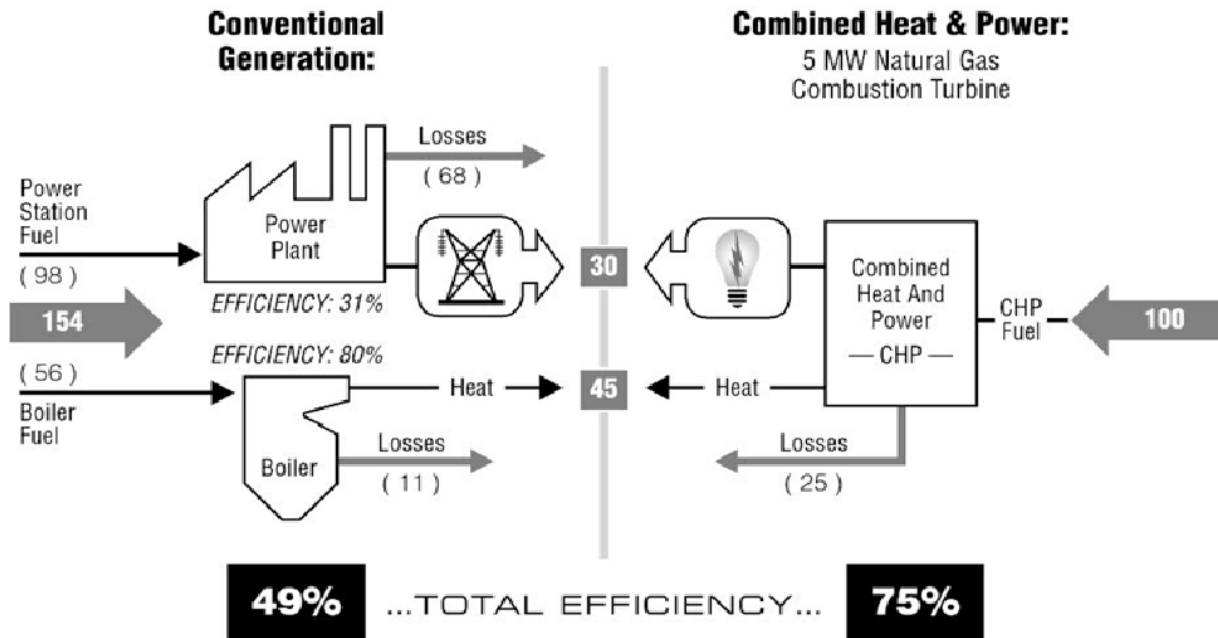 Conventional
Generation:
Power
Station
Fuel
( 98 )
154
( 56 )
Boiler
Fuel
Power
Plant
Losses
( 68 )
EFFICIENCY: 31%
EFFICIENCY: 80%
Boiler
Heat
Losses
( 11 )
30
45
Combined Heat & Power:
5 MW Natural Gas
Combustion Turbine
Combined
Heat And
Power
— CHP —
CHP
Fuel
100
Heat
Losses
( 25 )
49% ...TOTAL EFFICIENCY... 75%